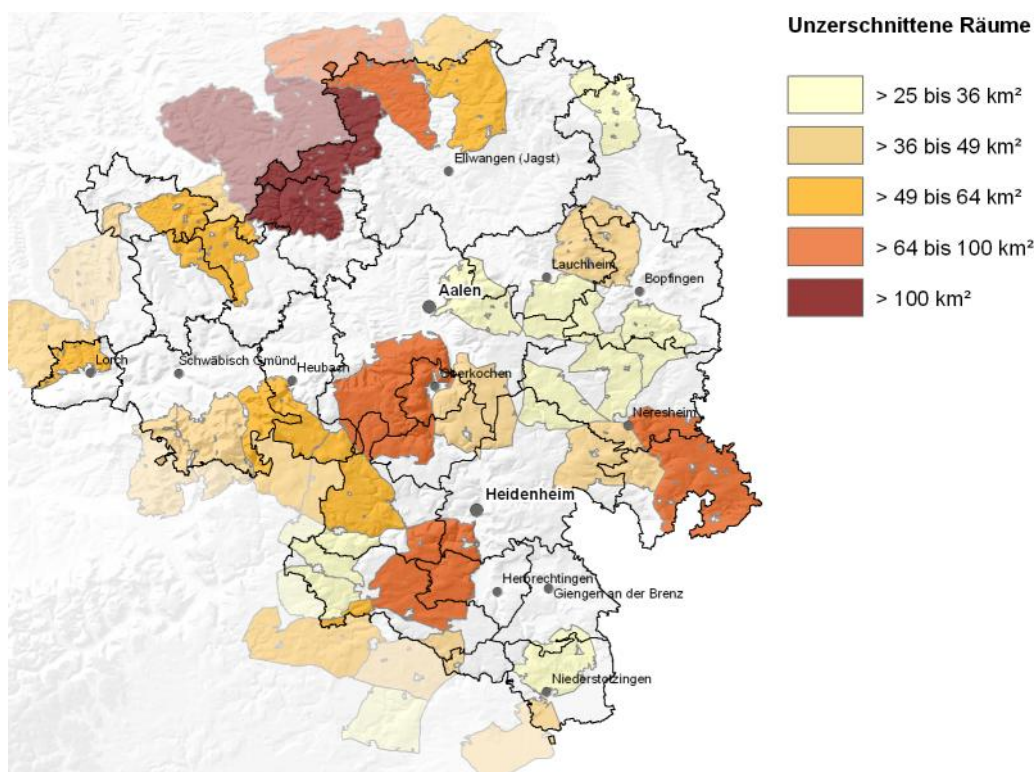 Unzerschnittene Räume
> 25 bis 36 km²
> 36 bis 49 km²
> 49 bis 64 km²
> 64 bis 100 km²
> 100 km²
Ellwangen (Jagst)
Lauchheim
Bopfingen
Aalen
Lorch
Schwäbisch Gmünd
Heubach
Oberkochen
Neresheim
Heidenheim
Herbrechtingen
Giengen an der Brenz
Niederstotzingen